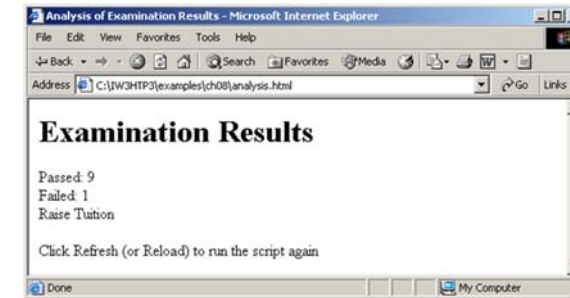 Analysis of Examination Results - Microsoft Internet Explorer
File Edit View Favorites Tools Help
Back Search Favorites Media
Address C:\IW3HTP3\examples\ch08\analysis.html Go Links
Examination Results
Passed: 9
Failed: 1
Raise Tuition
Click Refresh (or Reload) to run the script again
Done My Computer